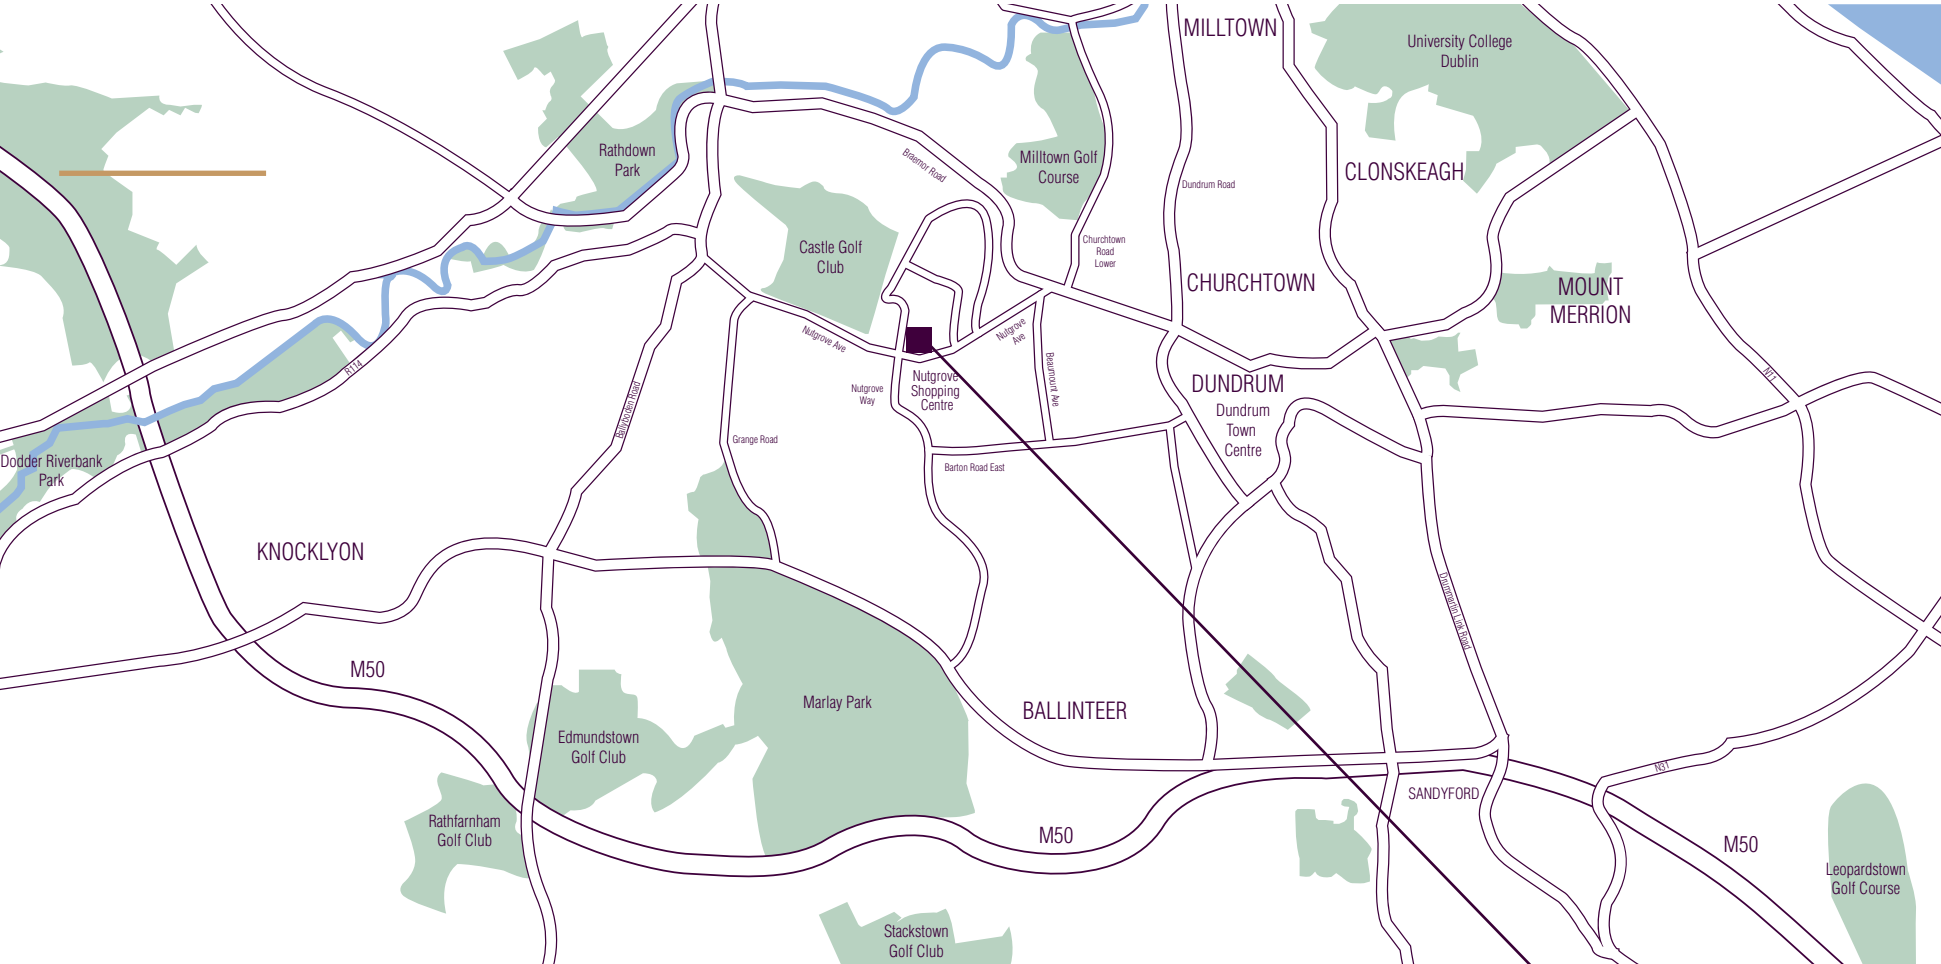 MILLTOWN
University College
Dublin
Rathdown
Park
Braemor Road
Milltown Golf
Course
Dundrum Road
CLONSKEAGH
Castle Golf
Club
Churchtown
Road
Lower
CHURCHTOWN
MOUNT
MERRION
Nutgrove Ave
Nutgrove
Ave
R114
Ballyboden Road
Nutgrove
Way
Nutgrove
Shopping
Centre
Beaumount Ave
DUNDRUM
Dundrum
Town
Centre
N11
Grange Road
Barton Road East
Dodder Riverbank
Park
KNOCKLYON
Drummartin Link Road
M50
Marlay Park
BALLINTEER
Edmundstown
Golf Club
N31
SANDYFORD
Rathfarnham
Golf Club
M50
M50
Leopardstown
Golf Course
Stackstown
Golf Club